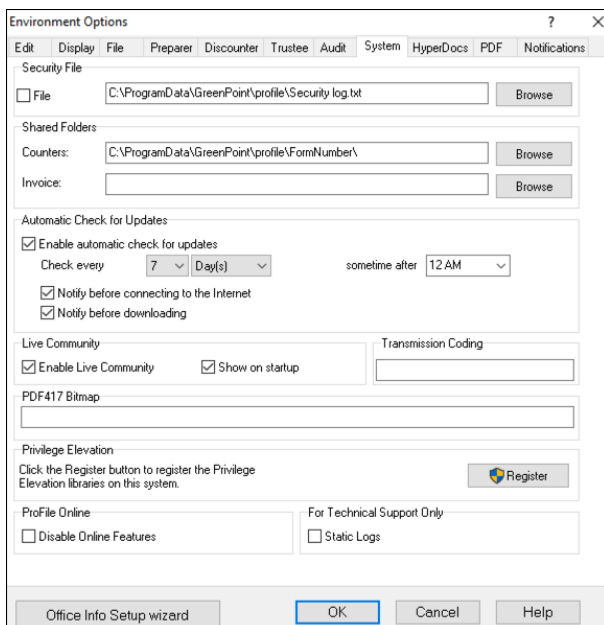 Environment Options ? X
Edit Display File Preparer Discounter Trustee Audit System HyperDocs PDF Notifications
Security File
File C:\ProgramData\GreenPoint\profile\Security log.txt Browse
Shared Folders
Counters: C:\ProgramData\GreenPoint\profile\FormNumber\ Browse
Invoice: Browse
Automatic Check for Updates
Enable automatic check for updates
Check every 7 Day(s) sometime after 12 AM
Notify before connecting to the Internet
Notify before downloading
Live Community Transmission Coding
Enable Live Community Show on startup
PDF417 Bitmap
Privilege Elevation
Click the Register button to register the Privilege
Elevation libraries on this system. Register
ProFile Online For Technical Support Only
Disable Online Features Static Logs
Office Info Setup wizard OK Cancel Help